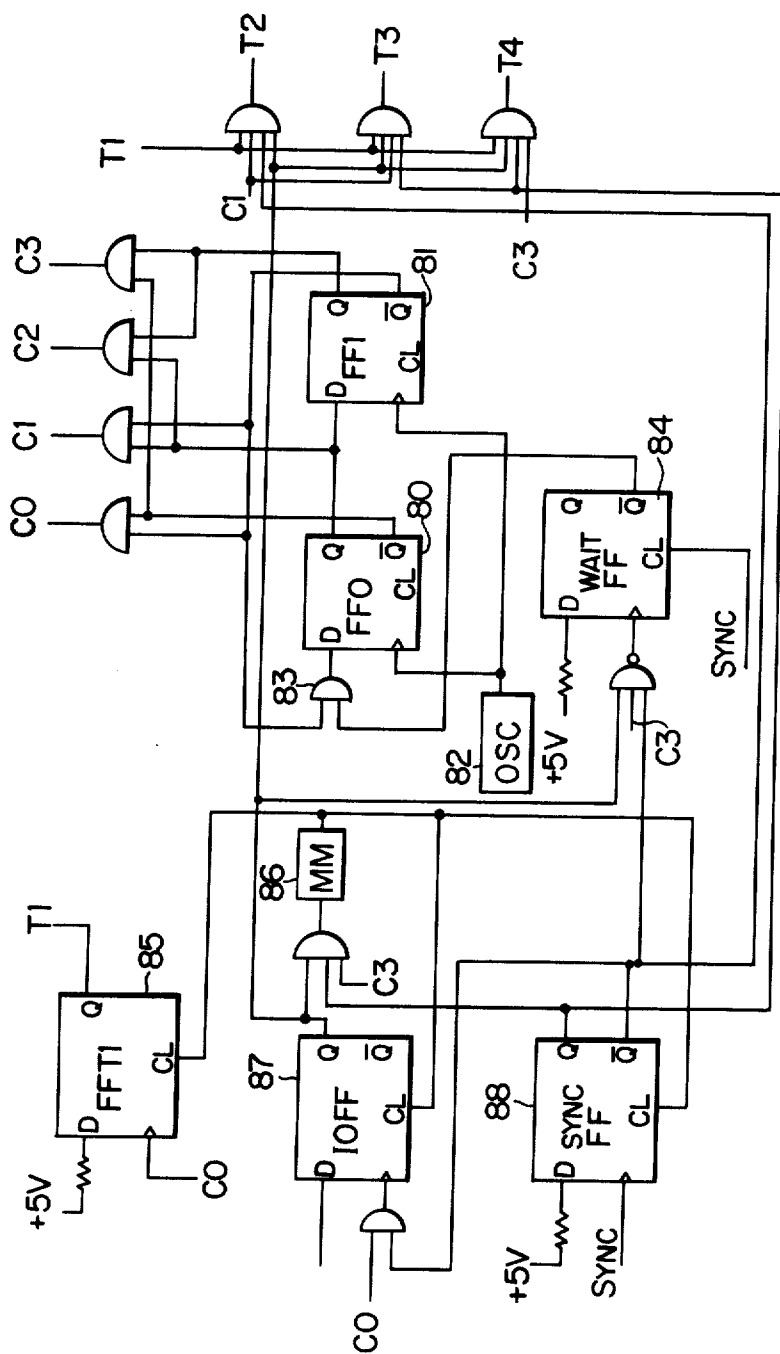 C0
C1
C2
C3
+5V
D
FFT1
Q
CL
85
T1
C0
86
MM
C3
87
D
IOFF
Q
Q̄
CL
C0
88
+5V
D
SYNC
FF
Q
Q̄
CL
SYNC
83
D
FF0
Q
Q̄
CL
80
D
FF1
Q
Q̄
CL
81
82
OSC
+5V
D
WAIT
FF
Q
Q̄
CL
84
C3
SYNC
T1
C1
T2
T3
C3
T4